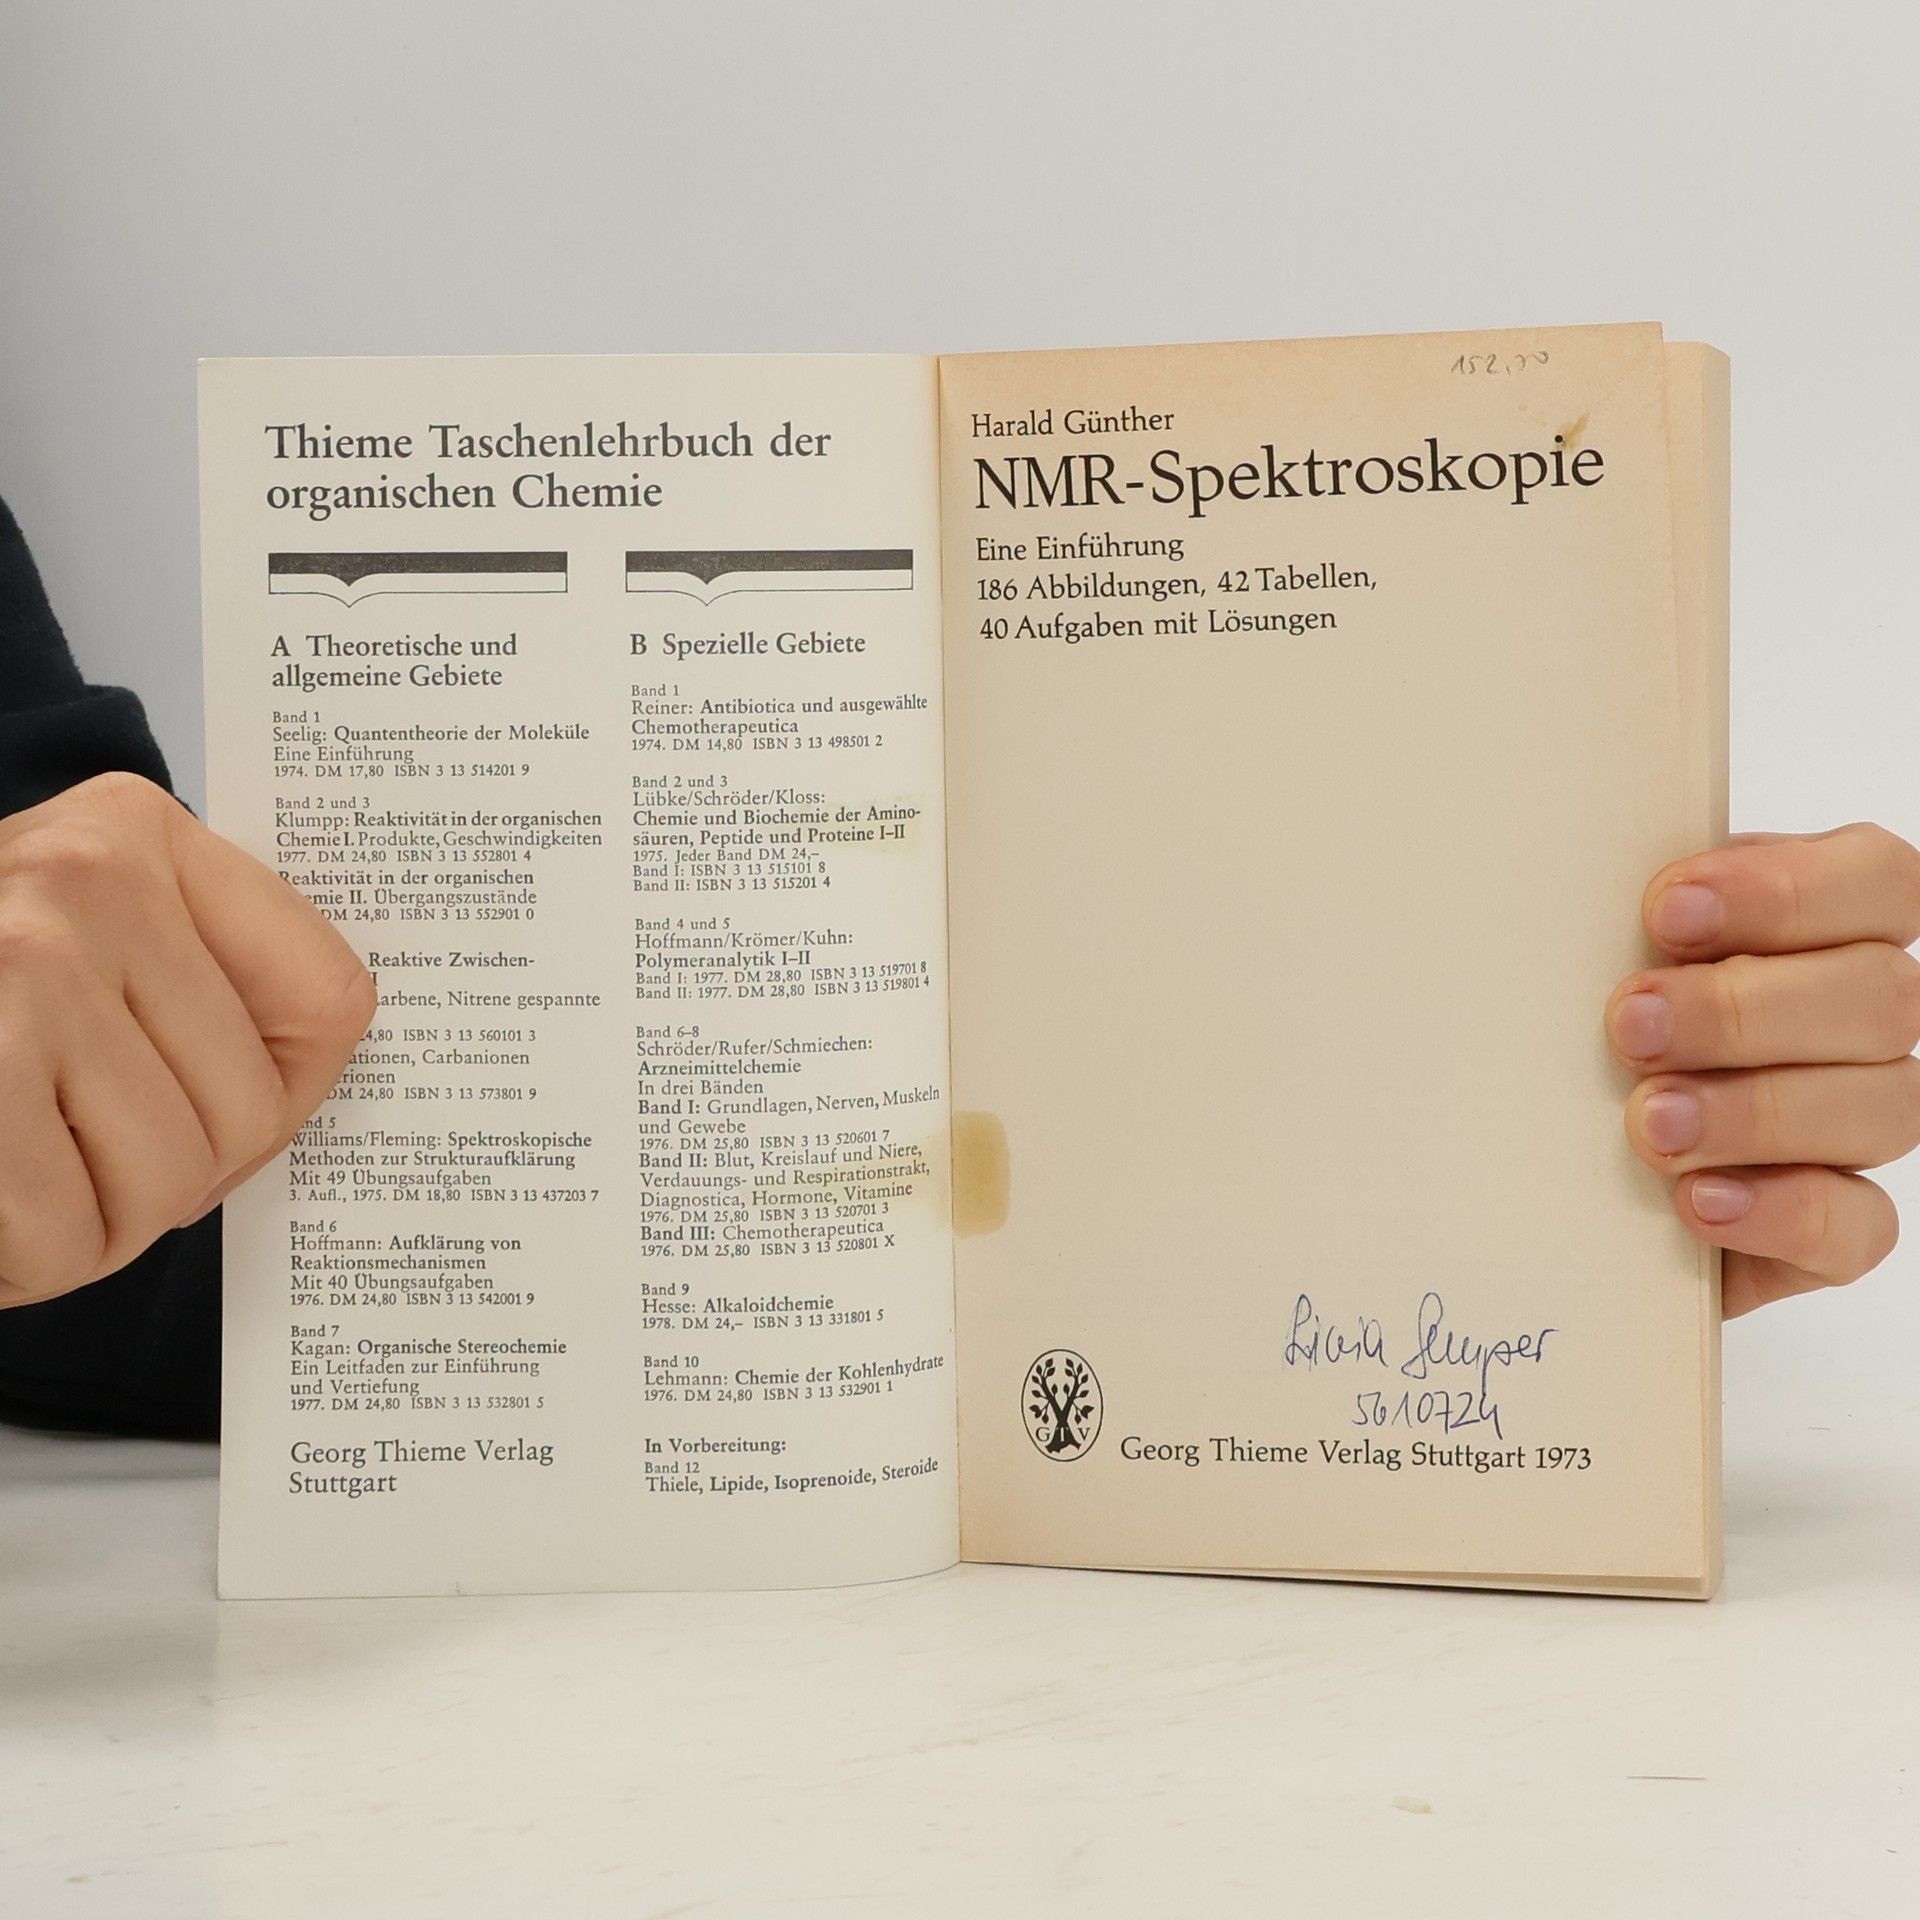 Thieme Taschenlehrbuch der
organischen Chemie
A Theoretische und
allgemeine Gebiete
Band 1
Seelig: Quantentheorie der Moleküle
Eine Einführung
1974. DM 17,80 ISBN 3 13 514201 9
Band 2 und 3
Klumpp: Reaktivität in der organischen
Chemie I. Produkte, Geschwindigkeiten
1977. DM 24,80 ISBN 3 13 552801 4
Reaktivität in der organischen
II. Übergangszustände
DM 24,80 ISBN 3 13 552901 0
Reaktive Zwischen-
Nitrene gespannte
ISBN 3 13 560101 3
Carbanionen
DM 24,80 ISBN 3 13 573801 9
5
Williams/Fleming: Spektroskopische
Methoden zur Strukturaufklärung
Mit 49 Übungsaufgaben
3. Aufl., 1975. DM 18,80 ISBN 3 13 437203 7
Band 6
Hoffmann: Aufklärung von
Reaktionsmechanismen
Mit 40 Übungsaufgaben
1976. DM 24,80 ISBN 3 13 542001 9
Band 7
Kagan: Organische Stereochemie
Ein Leitfaden zur Einführung
und Vertiefung
1977. DM 24,80 ISBN 3 13 532801 5
Georg Thieme Verlag
Stuttgart
B Spezielle Gebiete
Band 1
Reiner: Antibiotica und ausgewählte
Chemotherapeutica
1974. DM 14,80 ISBN 3 13 498501 2
Band 2 und 3
Lübke/Schröder/Kloss:
Chemie und Biochemie der Amino-
säuren, Peptide und Proteine I–II
1975. Jeder Band DM 24,–
Band I: ISBN 3 13 515101 8
Band II: ISBN 3 13 515201 4
Band 4 und 5
Hoffmann/Krömer/Kuhn:
Polymeranalytik I–II
Band I: 1977. DM 28,80 ISBN 3 13 519701 8
Band II: 1977. DM 28,80 ISBN 3 13 519801 4
Band 6–8
Schröder/Rufer/Schmiechen:
Arzneimittelchemie
In drei Bänden
Band I: Grundlagen, Nerven, Muskeln
und Gewebe
1976. DM 25,80 ISBN 3 13 520601 7
Band II: Blut, Kreislauf und Niere,
Verdauungs- und Respirationstrakt,
Diagnostica, Hormone, Vitamine
1976. DM 25,80 ISBN 3 13 520701 3
Band III: Chemotherapeutica
1976. DM 25,80 ISBN 3 13 520801 X
Band 9
Hesse: Alkaloidchemie
1978. DM 24,– ISBN 3 13 331801 5
Band 10
Lehmann: Chemie der Kohlenhydrate
1976. DM 24,80 ISBN 3 13 532901 1
In Vorbereitung:
Band 12
Thiele, Lipide, Isoprenoide, Steroide
Harald Günther
NMR-Spektroskopie
Eine Einführung
186 Abbildungen, 42 Tabellen,
40 Aufgaben mit Lösungen
5610724
GTV
Georg Thieme Verlag Stuttgart 1973